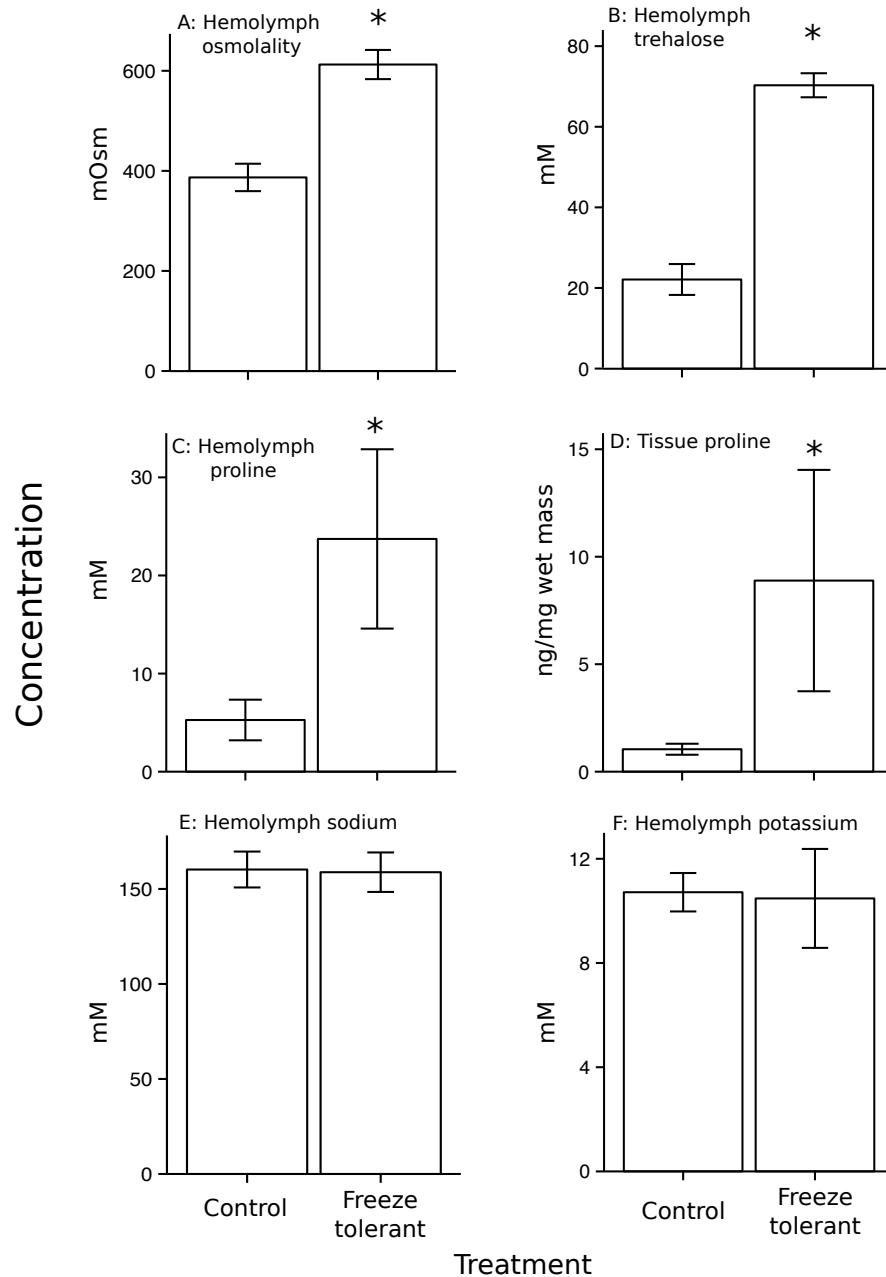 A: Hemolymph
osmolality
*
600
400
200
0
mOsm
B: Hemolymph
trehalose
*
80
60
40
20
0
mM
C: Hemolymph
proline
*
30
20
10
0
mM
D: Tissue proline
*
15
10
5
0
ng/mg wet mass
Concentration
E: Hemolymph sodium
150
100
50
0
mM
Control
Freeze
tolerant
F: Hemolymph potassium
12
8
4
0
mM
Control
Freeze
tolerant
Treatment